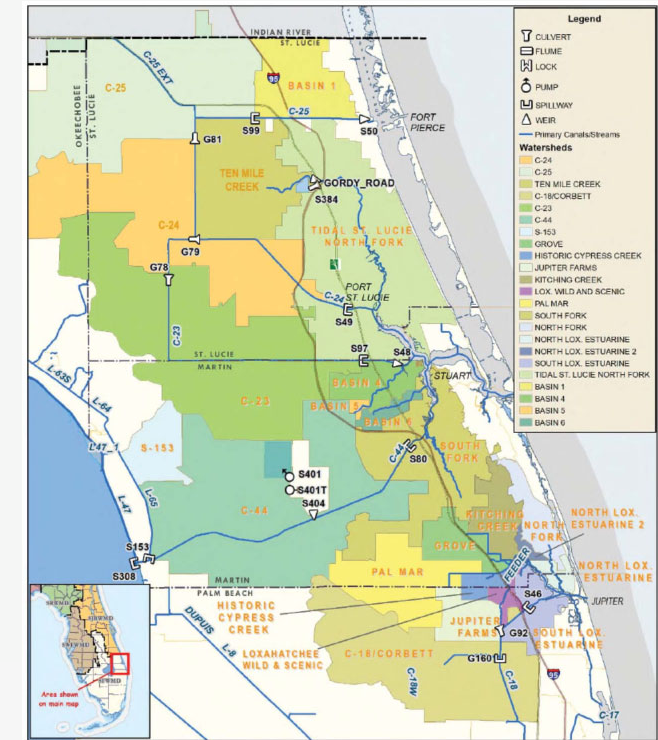 INDIAN RIVER
ST. LUCIE
OKEECHOBEE
ST. LUCIE
C-25 EXT
C-25
95
BASIN 1
C-25
S99
S50
FORT
PIERCE
G81
TEN MILE
CREEK
GORDY_ROAD
S384
C-24
TIDAL ST. LUCIE
NORTH FORK
G79
G78
PORT
ST. LUCIE
C-24
S49
C-23
S97
S48
ST. LUCIE
MARTIN
STUART
L-63S
L-64
BASIN 4
BASIN 5
BASIN 6
C-23
L47_1
S-153
C-44
S80
SOUTH
FORK
S401
S401T
S404
L-47
L-65
C-44
KITCHING
CREEK
NORTH
FORK
NORTH LOX.
ESTUARINE 2
GROVE
S153
S308
PAL MAR
FEEDER
NORTH LOX.
ESTUARINE
MARTIN
PALM BEACH
S46
JUPITER
HISTORIC
CYPRESS
CREEK
DUPUIS
L-8
JUPITER
FARMS
G92
SOUTH LOX.
ESTUARINE
LOXAHATCHEE
WILD & SCENIC
C-18/CORBETT
G160
C-18W
C-18
95
C-17
SRWMD
SJRWMD
SWFWMD
SFWMD
Area shown
on main map
Legend
CULVERT
FLUME
LOCK
PUMP
SPILLWAY
WEIR
Primary Canals/Streams
Watersheds
C-24
C-25
TEN MILE CREEK
C-18/CORBETT
C-23
C-44
S-153
GROVE
HISTORIC CYPRESS CREEK
JUPITER FARMS
KITCHING CREEK
LOX. WILD AND SCENIC
PAL MAR
SOUTH FORK
NORTH FORK
NORTH LOX. ESTUARINE
NORTH LOX. ESTUARINE 2
SOUTH LOX. ESTUARINE
TIDAL ST. LUCIE NORTH FORK
BASIN 1
BASIN 4
BASIN 5
BASIN 6